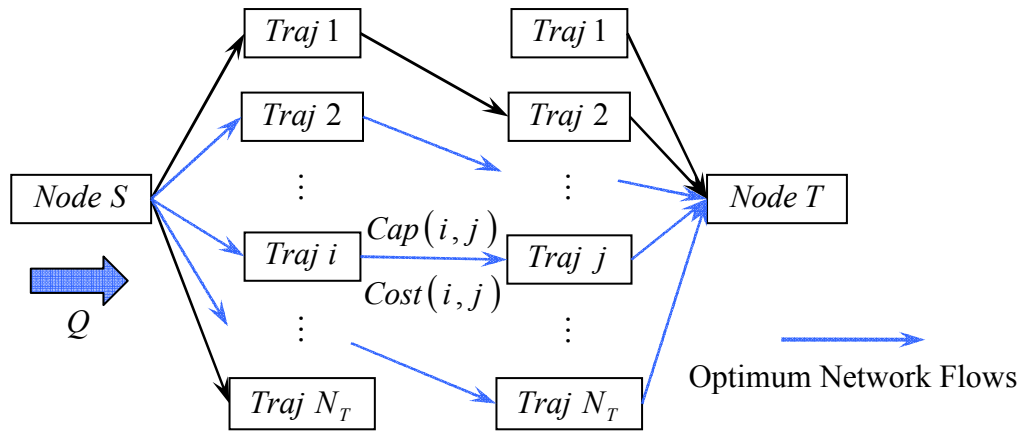 Traj 1
Traj 1
Traj 2
Traj 2
Node S
⋮
⋮
Node T
Cap(i, j)
Traj i
Traj j
Cost(i, j)
Q
⋮
⋮
Optimum Network Flows
Traj N_T
Traj N_T